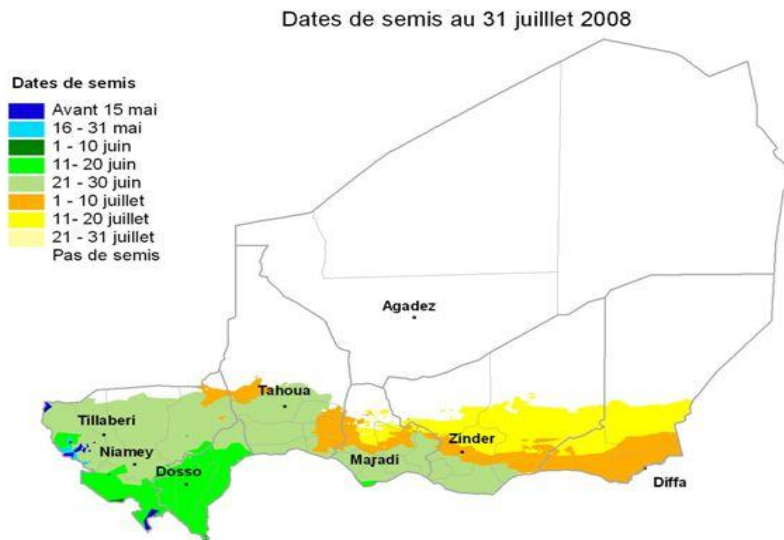 Dates de semis au 31 juilllet 2008
Dates de semis
Avant 15 mai
16 - 31 mai
1 - 10 juin
11- 20 juin
21 - 30 juin
1 - 10 juillet
11- 20 juillet
21 - 31 juillet
Pas de semis
Agadez
Tahoua
Tillaberi
Niamey
Dosso
Maradi
Zinder
Diffa